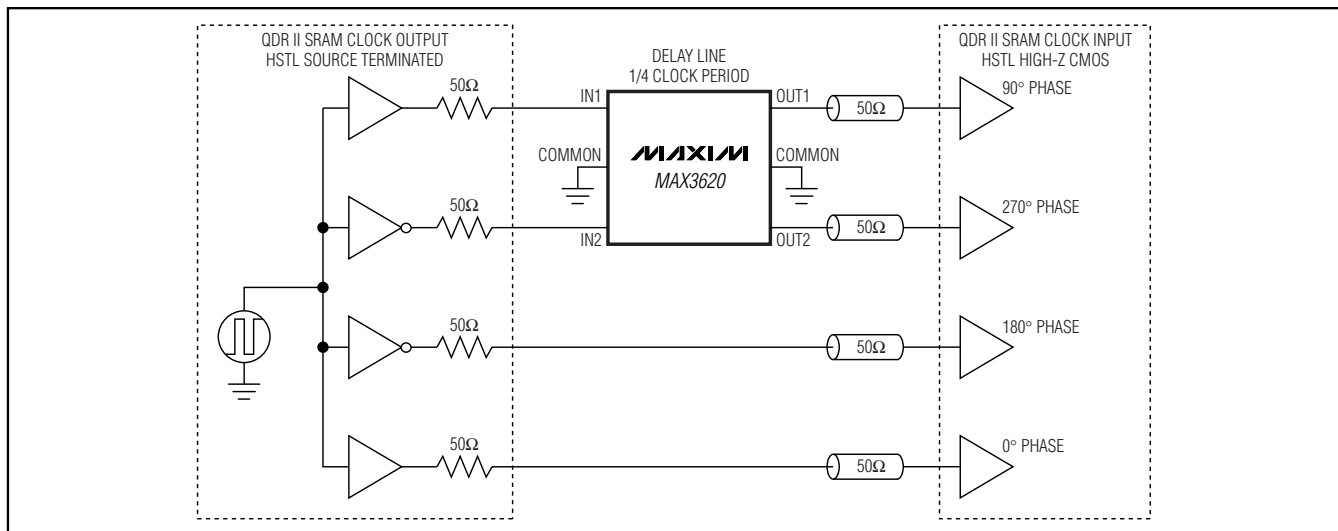 QDR II SRAM CLOCK OUTPUT
HSTL SOURCE TERMINATED
DELAY LINE
1/4 CLOCK PERIOD
QDR II SRAM CLOCK INPUT
HSTL HIGH-Z CMOS
50Ω
IN1
OUT1
50Ω
90° PHASE
COMMON
MAXIM
MAX3620
COMMON
50Ω
IN2
OUT2
50Ω
270° PHASE
50Ω
50Ω
180° PHASE
50Ω
50Ω
0° PHASE